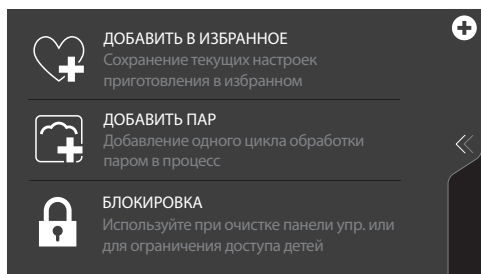 ДОБАВИТЬ В ИЗБРАННОЕ
Сохранение текущих настроек
приготовления в избранном
ДОБАВИТЬ ПАР
Добавление одного цикла обработки
паром в процесс
БЛОКИРОВКА
Используйте при очистке панели упр. или
для ограничения доступа детей